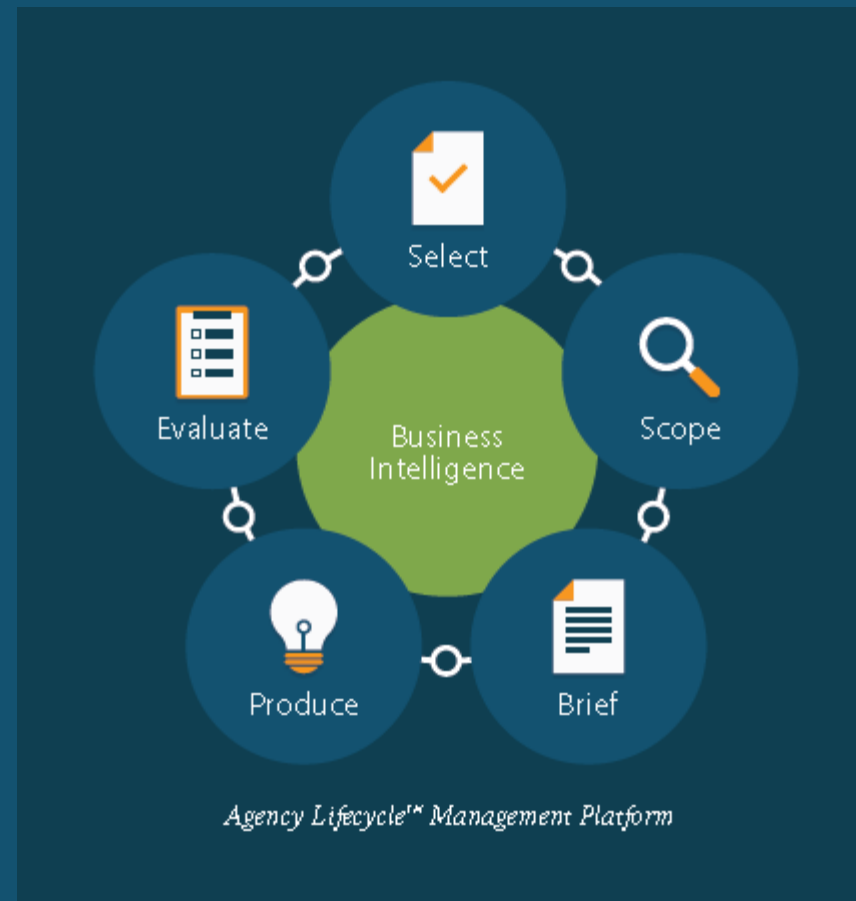 Select
Evaluate
Scope
Business
Intelligence
Produce
Brief
Agency Lifecycle™ Management Platform